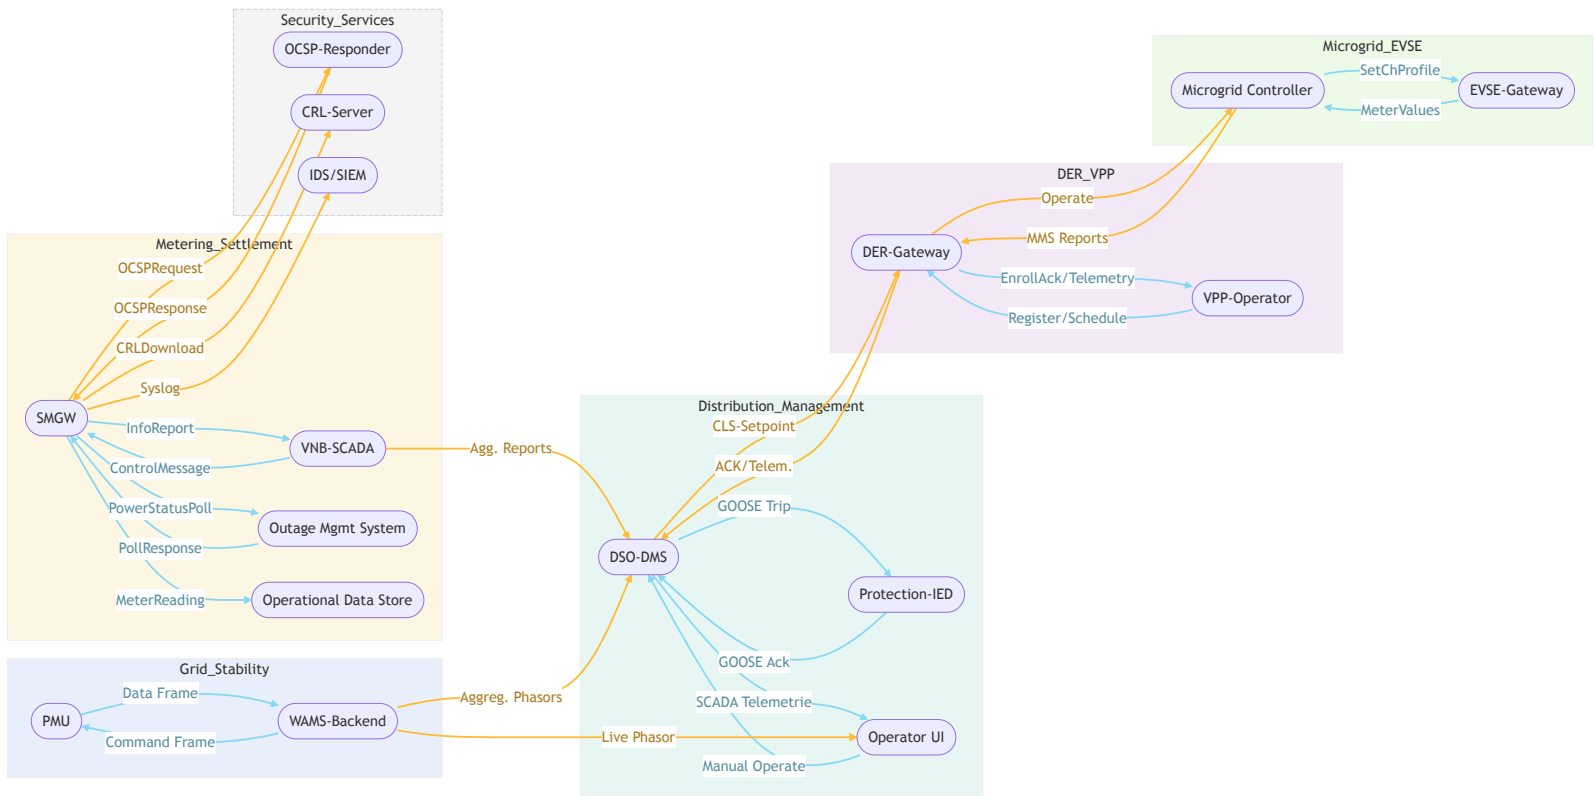 Security_Services
OCSP-Responder
CRL-Server
IDS/SIEM
Microgrid_EVSE
Microgrid Controller
SetChProfile
MeterValues
EVSE-Gateway
DER_VPP
Operate
MMS Reports
DER-Gateway
EnrollAck/Telemetry
Register/Schedule
VPP-Operator
Metering_Settlement
OCSPRequest
OCSPResponse
CRLDownload
Syslog
SMGW
InfoReport
ControlMessage
VNB-SCADA
PowerStatusPoll
PollResponse
Outage Mgmt System
MeterReading
Operational Data Store
Agg. Reports
Distribution_Management
CLS-Setpoint
ACK/Telem.
GOOSE Trip
DSO-DMS
Protection-IED
GOOSE Ack
SCADA Telemetrie
Operator UI
Manual Operate
Grid_Stability
Data Frame
PMU
Command Frame
WAMS-Backend
Aggreg. Phasors
Live Phasor